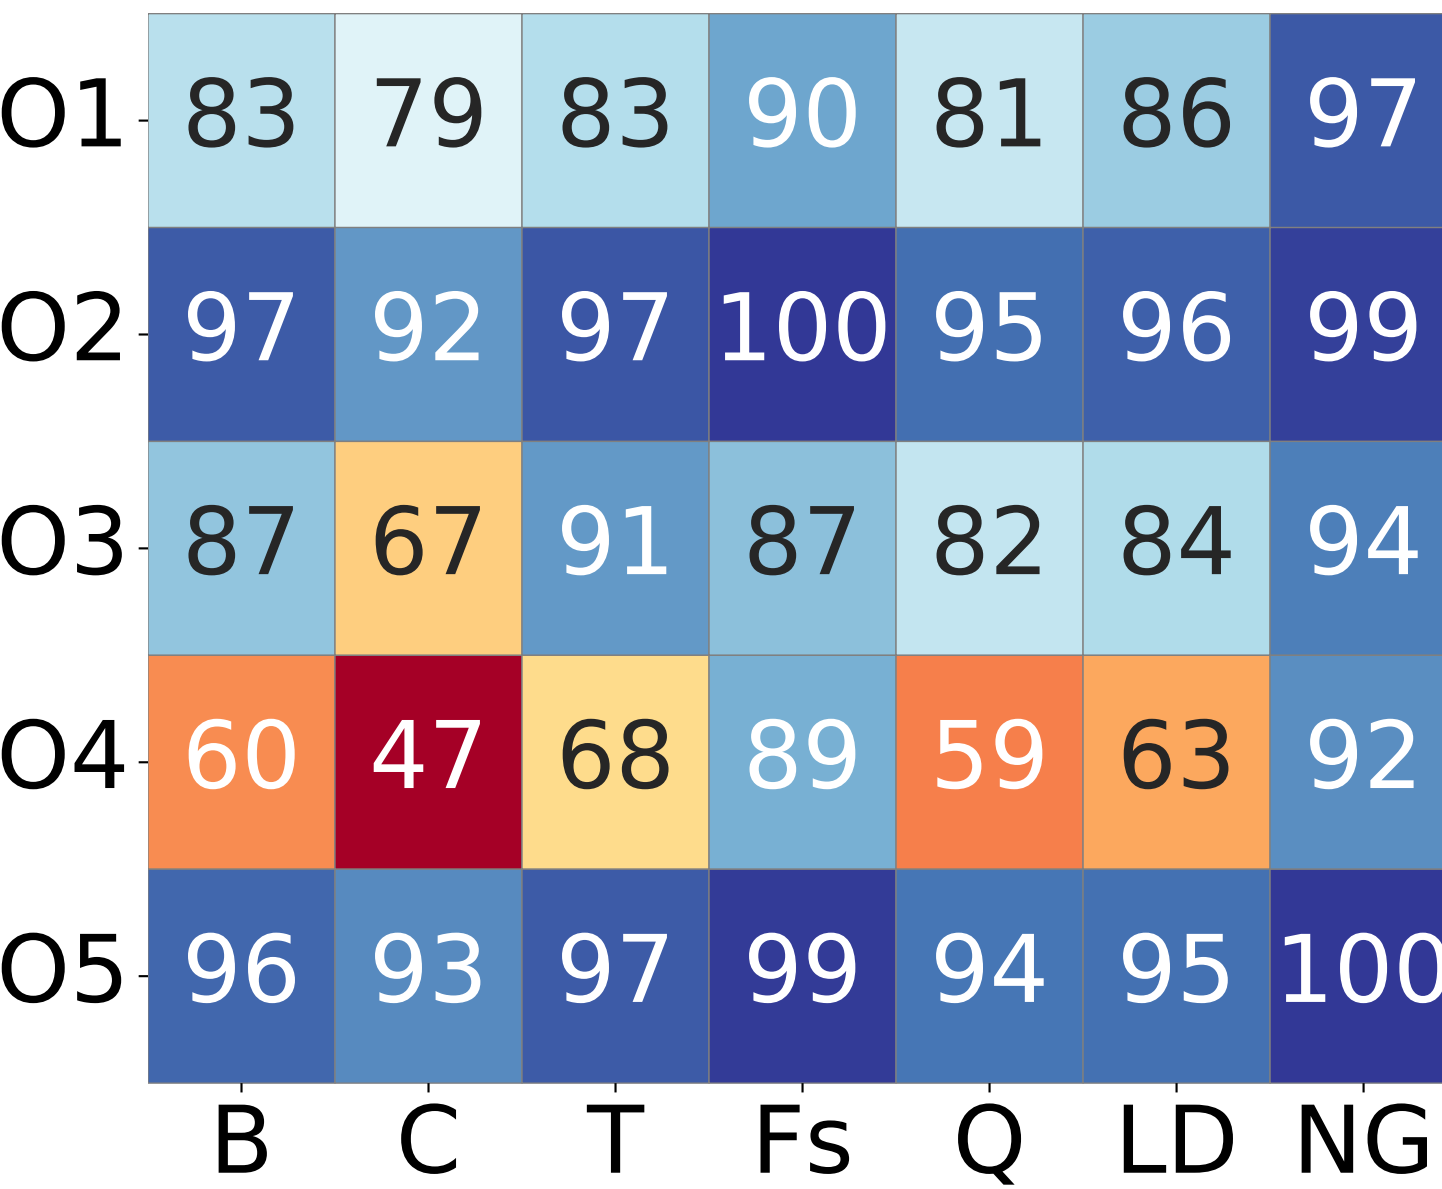 O1 83 79 83 90 81 86 97
O2 97 92 97 100 95 96 99
O3 87 67 91 87 82 84 94
O4 60 47 68 89 59 63 92
O5 96 93 97 99 94 95 100
B C T Fs Q LD NG